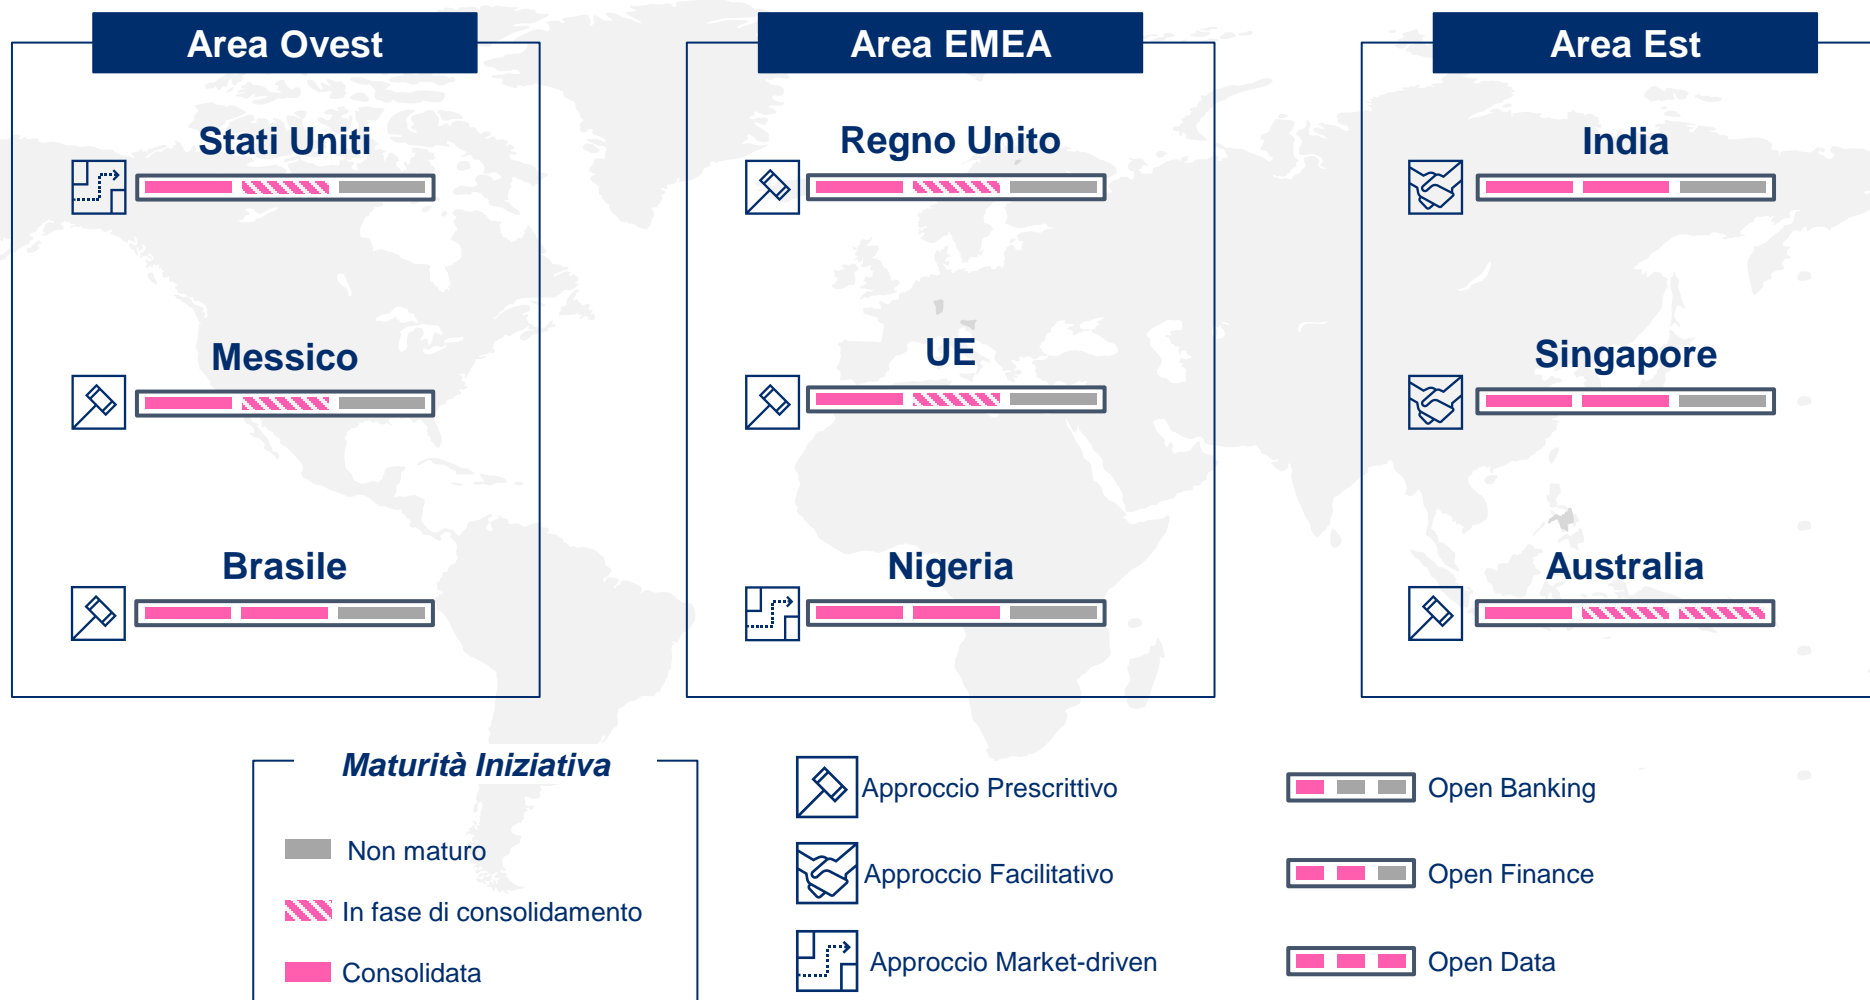 Area Ovest
Stati Uniti
Messico
Brasile
Area EMEA
Regno Unito
UE
Nigeria
Area Est
India
Singapore
Australia
Maturità Iniziativa
Non maturo
In fase di consolidamento
Consolidata
Approccio Prescrittivo
Approccio Facilitativo
Approccio Market-driven
Open Banking
Open Finance
Open Data